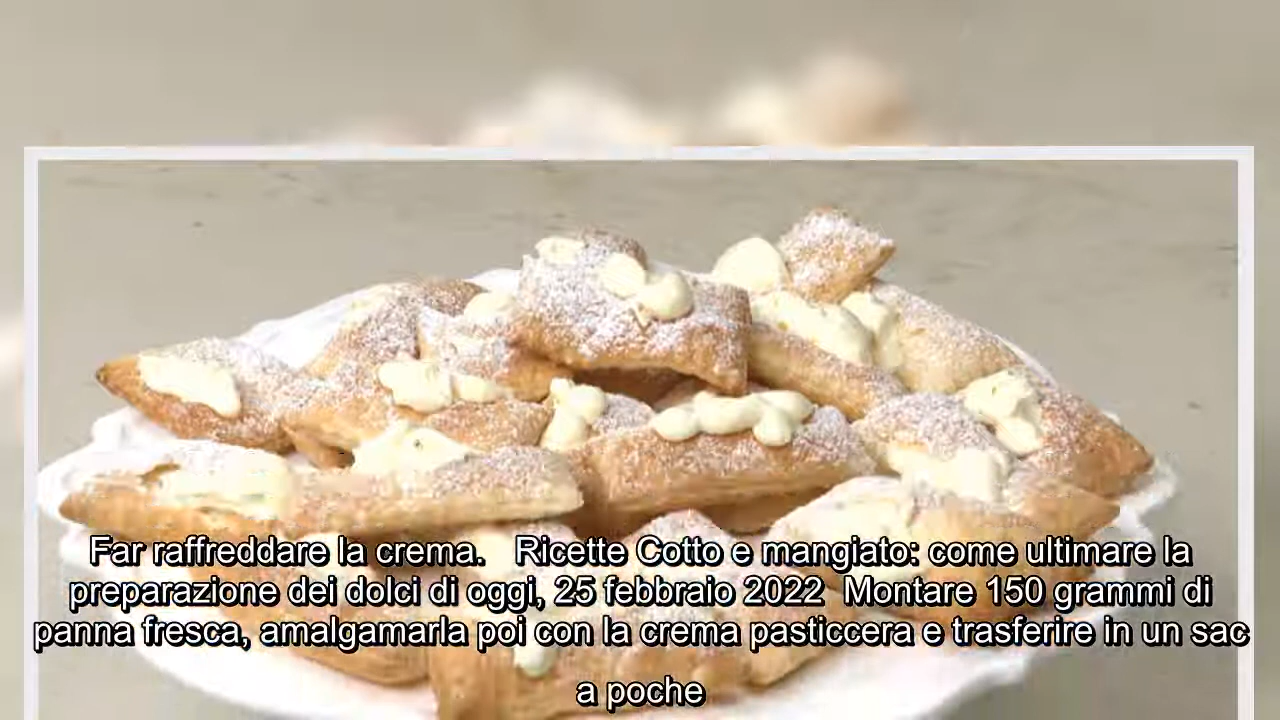 Far raffreddare la crema.   Ricette Cotto e mangiato: come ultimare la
preparazione dei dolci di oggi, 25 febbraio 2022  Montare 150 grammi di
panna fresca, amalgamarla poi con la crema pasticcera e trasferire in un sac
a poche